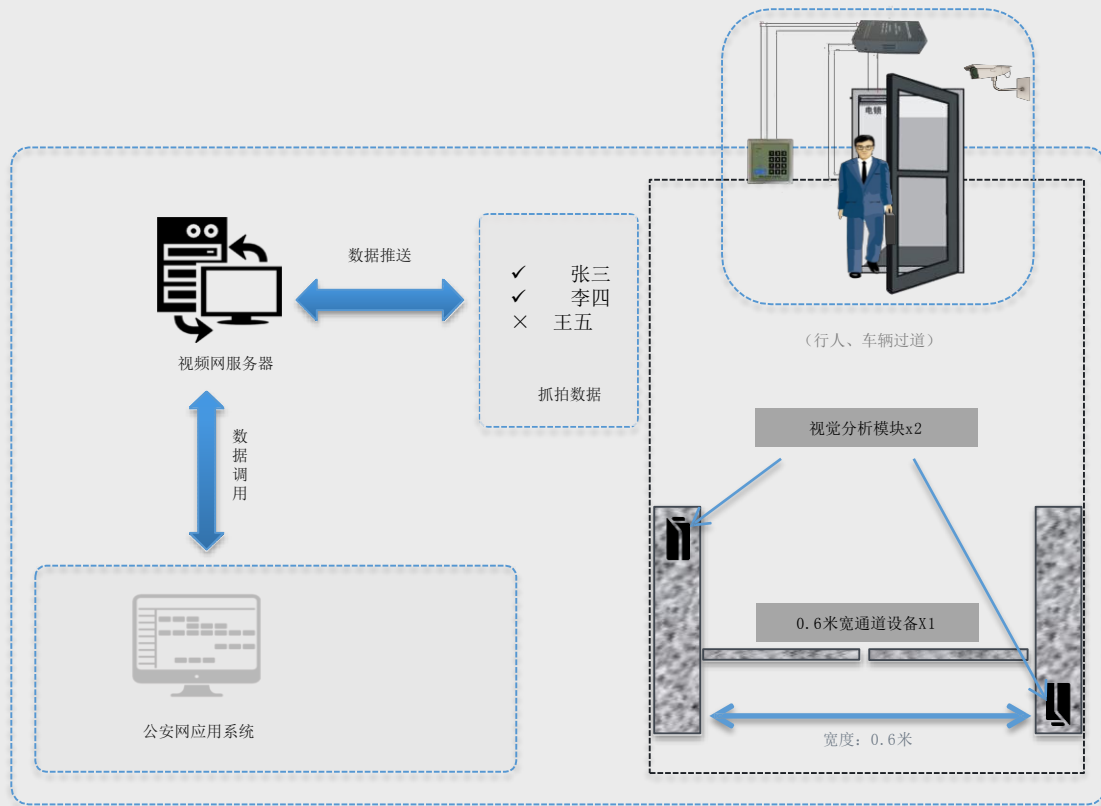 电锁
数据推送
✓ 张三
✓ 李四
× 王五
抓拍数据
视频网服务器
数据调用
公安网应用系统
（行人、车辆过道）
视觉分析模块x2
0.6米宽通道设备X1
宽度：0.6米